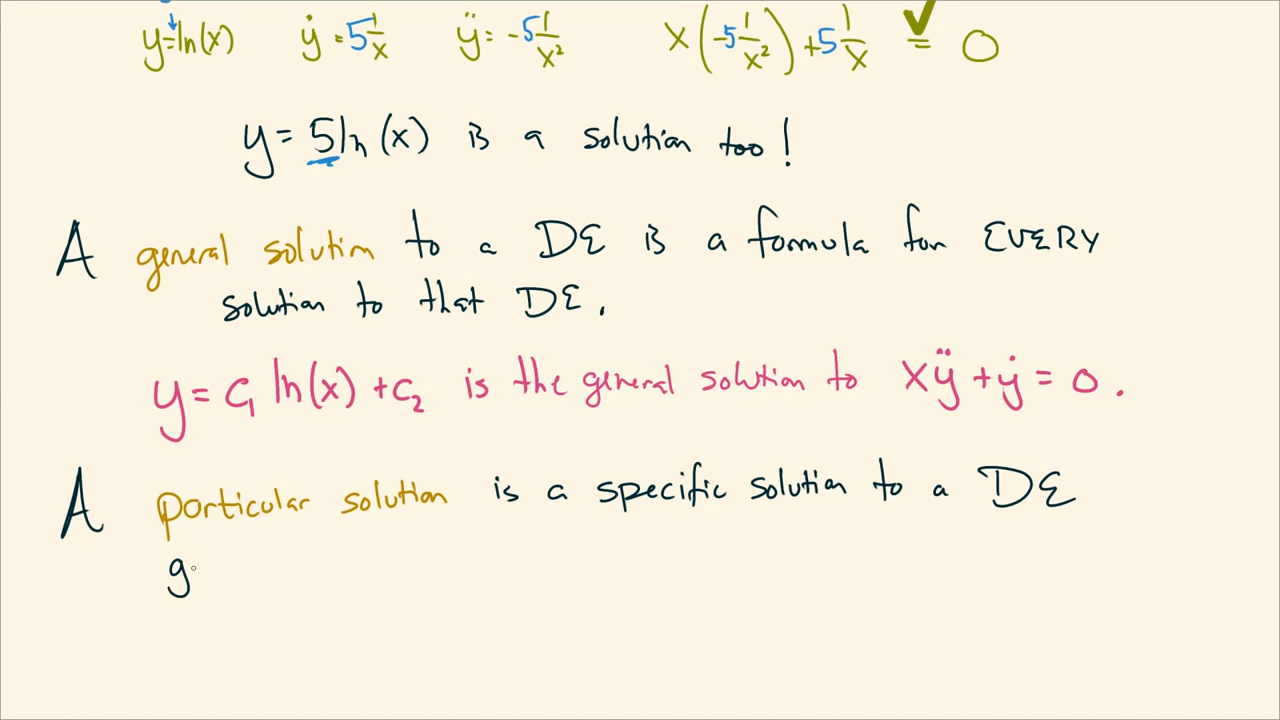 y=ln(x) ẏ = 5 1/x ÿ = -5 1/x² x(-5 1/x²) + 5 1/x = 0
y = 5ln(x) is a solution too!
A general solution to a DE is a formula for EVERY
solution to that DE.
y = c₁ ln(x) + c₂ is the general solution to xÿ + ẏ = 0.
A particular solution is a specific solution to a DE
g